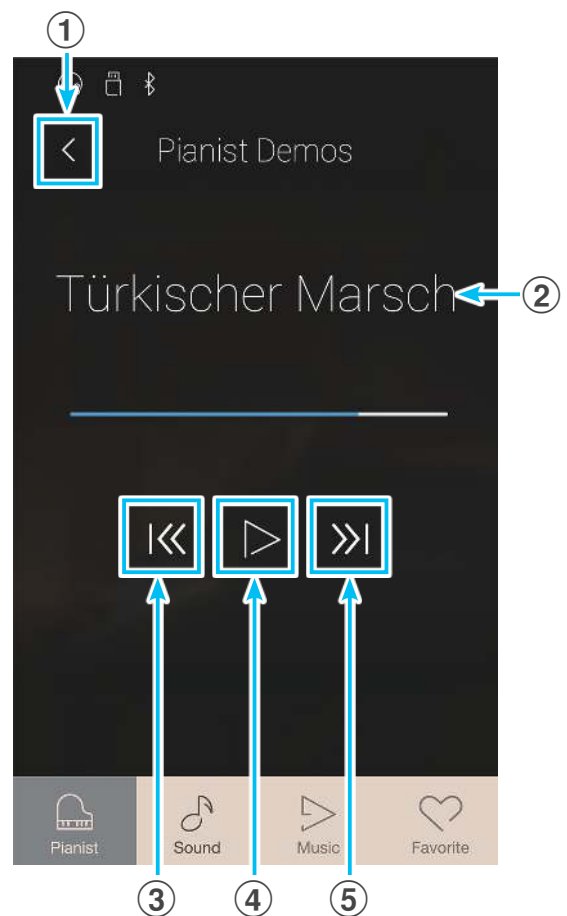 ①
Pianist Demos
Türkischer Marsch
②
Pianist Sound Music Favorite
③ ④ ⑤